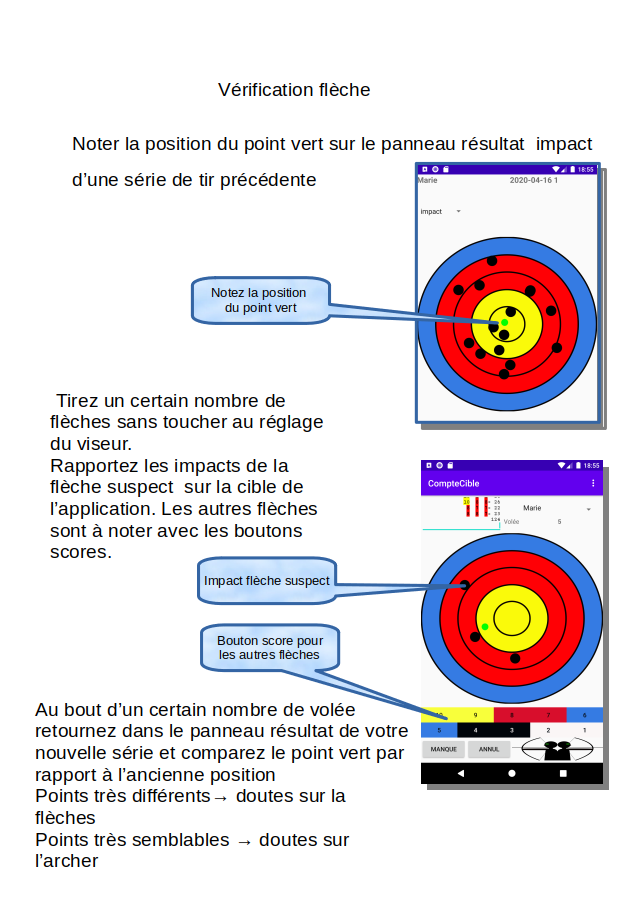 Vérification flèche
Noter la position du point vert sur le panneau résultat  impact
d’une série de tir précédente
18:55
Marie
2020-04-16 1
impact
Notez la position
du point vert
Tirez un certain nombre de
flèches sans toucher au réglage
du viseur.
Rapportez les impacts de la
flèche suspect  sur la cible de
l’application. Les autres flèches
sont à noter avec les boutons
scores.
18:55
CompteCible
Marie
124
Volée
5
Impact flèche suspect
Bouton score pour
les autres flèches
9 8 7 6
5 4 3 2 1
MANQUE
ANNUL
Au bout d’un certain nombre de volée
retournez dans le panneau résultat de votre
nouvelle série et comparez le point vert par
rapport à l’ancienne position
Points très différents→ doutes sur la
flèches
Points très semblables → doutes sur
l’archer